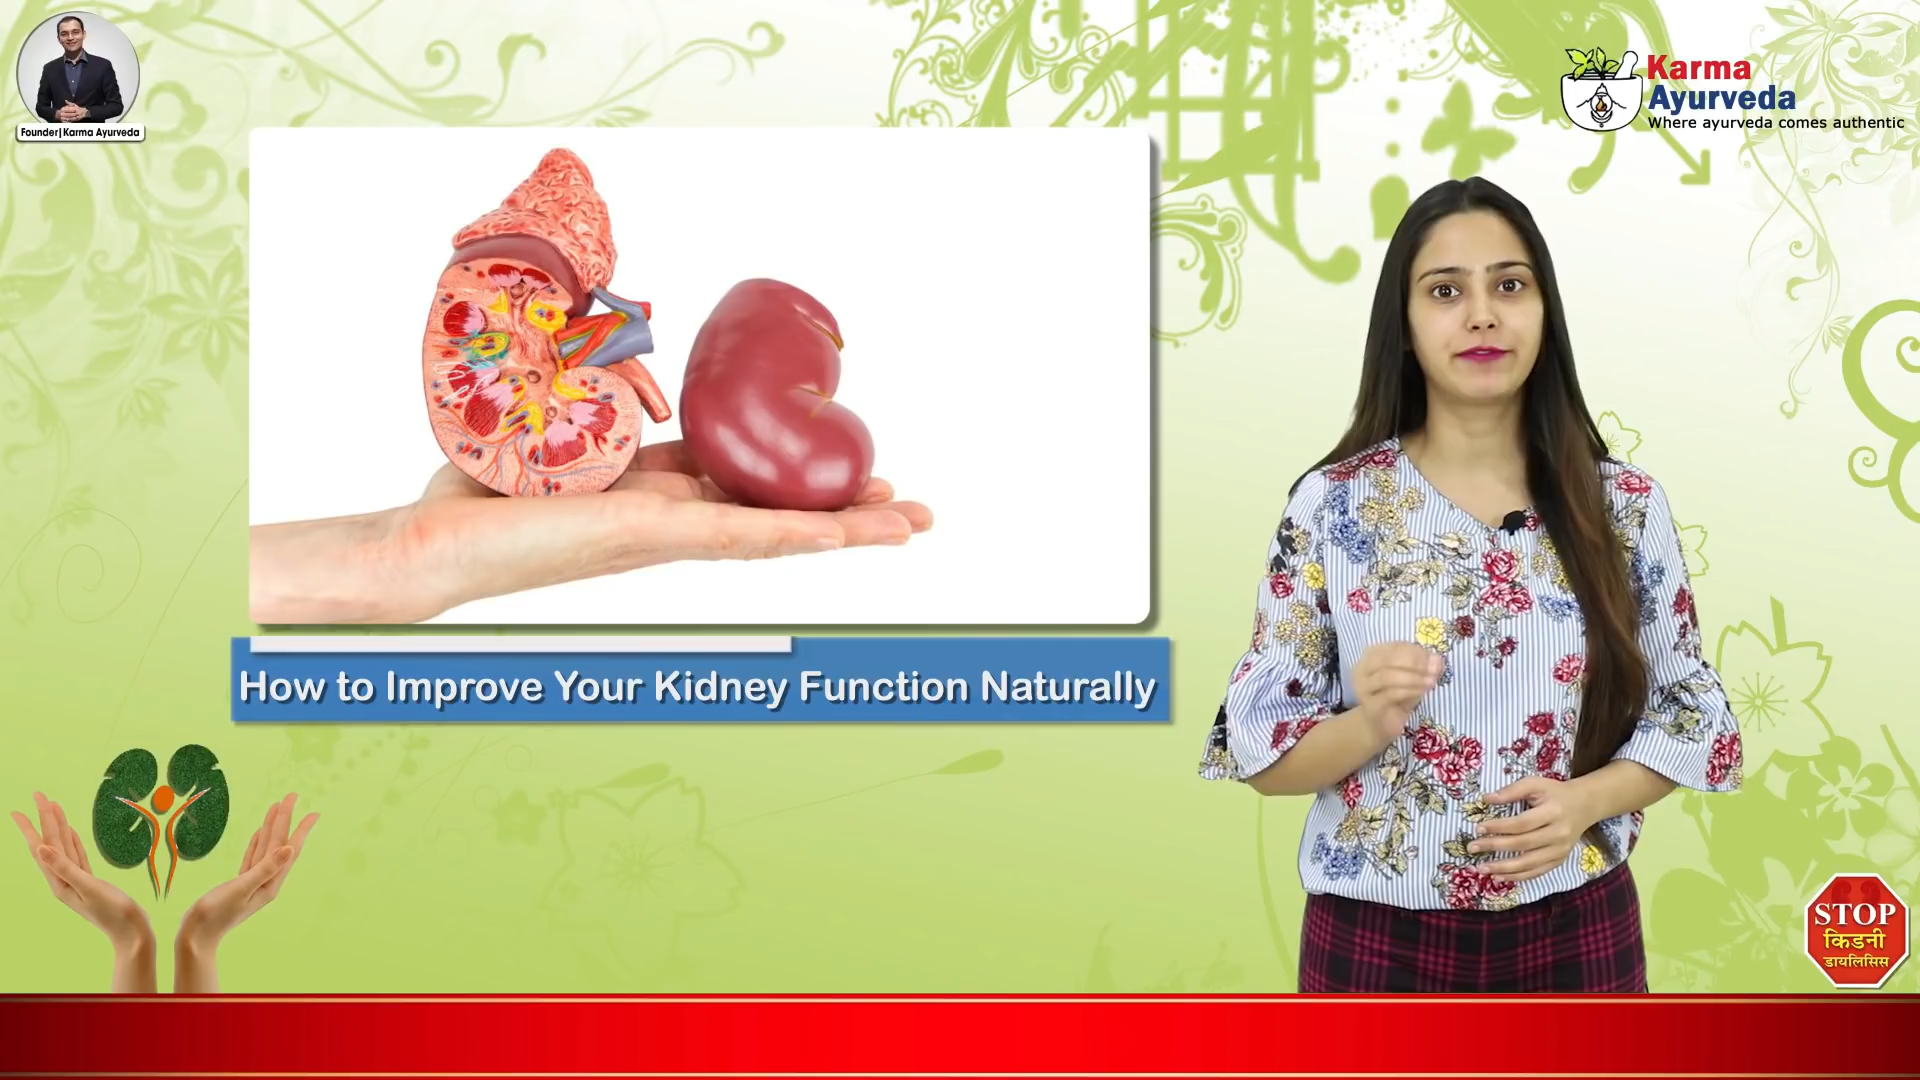 Founder|Karma Ayurveda
Karma
Ayurveda
Where ayurveda comes authentic
How to Improve Your Kidney Function Naturally
STOP
किडनी
डायलिसिस